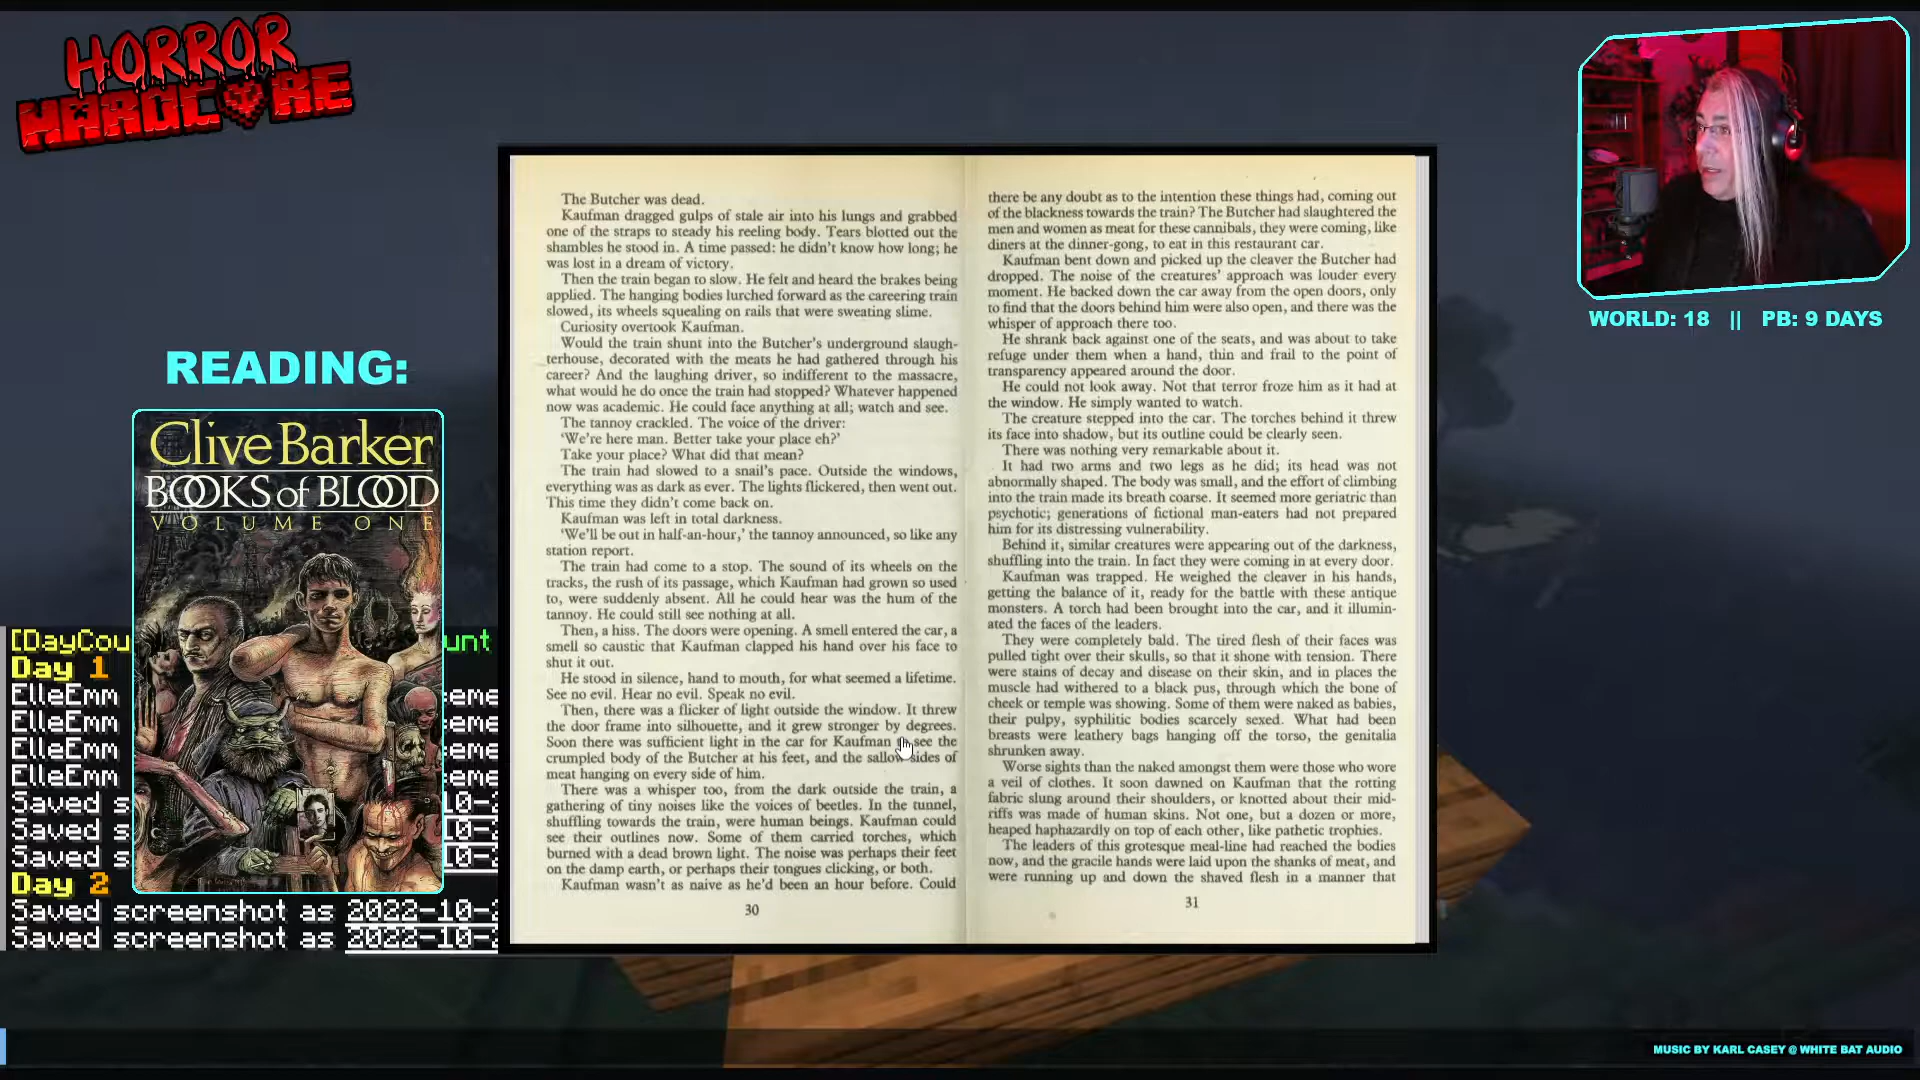 HORROR
HARDCORE
WORLD: 18 || PB: 9 DAYS
READING:
Clive Barker
BOOKS of BLOOD
VOLUME ONE
[DayCou
unt
Day 1
ElleEmm
eme
ElleEmm
eme
ElleEmm
eme
ElleEmm
eme
Saved s
10-
Saved s
10-
Saved s
10-
Day 2
Saved screenshot as 2022-10-
Saved screenshot as 2022-10-
The Butcher was dead.
Kaufman dragged gulps of stale air into his lungs and grabbed
one of the straps to steady his reeling body. Tears blotted out the
shambles he stood in. A time passed: he didn't know how long; he
was lost in a dream of victory.
Then the train began to slow. He felt and heard the brakes being
applied. The hanging bodies lurched forward as the careering train
slowed, its wheels squealing on rails that were sweating slime.
Curiosity overtook Kaufman.
Would the train shunt into the Butcher's underground slaugh-
terhouse, decorated with the meats he had gathered through his
career? And the laughing driver, so indifferent to the massacre,
what would he do once the train had stopped? Whatever happened
now was academic. He could face anything at all; watch and see.
The tannoy crackled. The voice of the driver:
'We're here man. Better take your place eh?'
Take your place? What did that mean?
The train had slowed to a snail's pace. Outside the windows,
everything was as dark as ever. The lights flickered, then went out.
This time they didn't come back on.
Kaufman was left in total darkness.
'We'll be out in half-an-hour,' the tannoy announced, so like any
station report.
The train had come to a stop. The sound of its wheels on the
tracks, the rush of its passage, which Kaufman had grown so used
to, were suddenly absent. All he could hear was the hum of the
tannoy. He could still see nothing at all.
Then, a hiss. The doors were opening. A smell entered the car, a
smell so caustic that Kaufman clapped his hand over his face to
shut it out.
He stood in silence, hand to mouth, for what seemed a lifetime.
See no evil. Hear no evil. Speak no evil.
Then, there was a flicker of light outside the window. It threw
the door frame into silhouette, and it grew stronger by degrees.
Soon there was sufficient light in the car for Kaufman see the
crumpled body of the Butcher at his feet, and the sallow sides of
meat hanging on every side of him.
There was a whisper too, from the dark outside the train, a
gathering of tiny noises like the voices of beetles. In the tunnel,
shuffling towards the train, were human beings. Kaufman could
see their outlines now. Some of them carried torches, which
burned with a dead brown light. The noise was perhaps their feet
on the damp earth, or perhaps their tongues clicking, or both.
Kaufman wasn't as naive as he'd been an hour before. Could
30
there be any doubt as to the intention these things had, coming out
of the blackness towards the train? The Butcher had slaughtered the
men and women as meat for these cannibals, they were coming, like
diners at the dinner-gong, to eat in this restaurant car.
Kaufman bent down and picked up the cleaver the Butcher had
dropped. The noise of the creatures' approach was louder every
moment. He backed down the car away from the open doors, only
to find that the doors behind him were also open, and there was the
whisper of approach there too.
He shrank back against one of the seats, and was about to take
refuge under them when a hand, thin and frail to the point of
transparency appeared around the door.
He could not look away. Not that terror froze him as it had at
the window. He simply wanted to watch.
The creature stepped into the car. The torches behind it threw
its face into shadow, but its outline could be clearly seen.
There was nothing very remarkable about it.
It had two arms and two legs as he did; its head was not
abnormally shaped. The body was small, and the effort of climbing
into the train made its breath coarse. It seemed more geriatric than
psychotic; generations of fictional man-eaters had not prepared
him for its distressing vulnerability.
Behind it, similar creatures were appearing out of the darkness,
shuffling into the train. In fact they were coming in at every door.
Kaufman was trapped. He weighed the cleaver in his hands,
getting the balance of it, ready for the battle with these antique
monsters. A torch had been brought into the car, and it illumin-
ated the faces of the leaders.
They were completely bald. The tired flesh of their faces was
pulled tight over their skulls, so that it shone with tension. There
were stains of decay and disease on their skin, and in places the
muscle had withered to a black pus, through which the bone of
cheek or temple was showing. Some of them were naked as babies,
their pulpy, syphilitic bodies scarcely sexed. What had been
breasts were leathery bags hanging off the torso, the genitalia
shrunken away.
Worse sights than the naked amongst them were those who wore
a veil of clothes. It soon dawned on Kaufman that the rotting
fabric slung around their shoulders, or knotted about their mid-
riffs was made of human skins. Not one, but a dozen or more,
heaped haphazardly on top of each other, like pathetic trophies.
The leaders of this grotesque meal-line had reached the bodies
now, and the gracile hands were laid upon the shanks of meat, and
were running up and down the shaved flesh in a manner that
31
MUSIC BY KARL CASEY @ WHITE BAT AUDIO